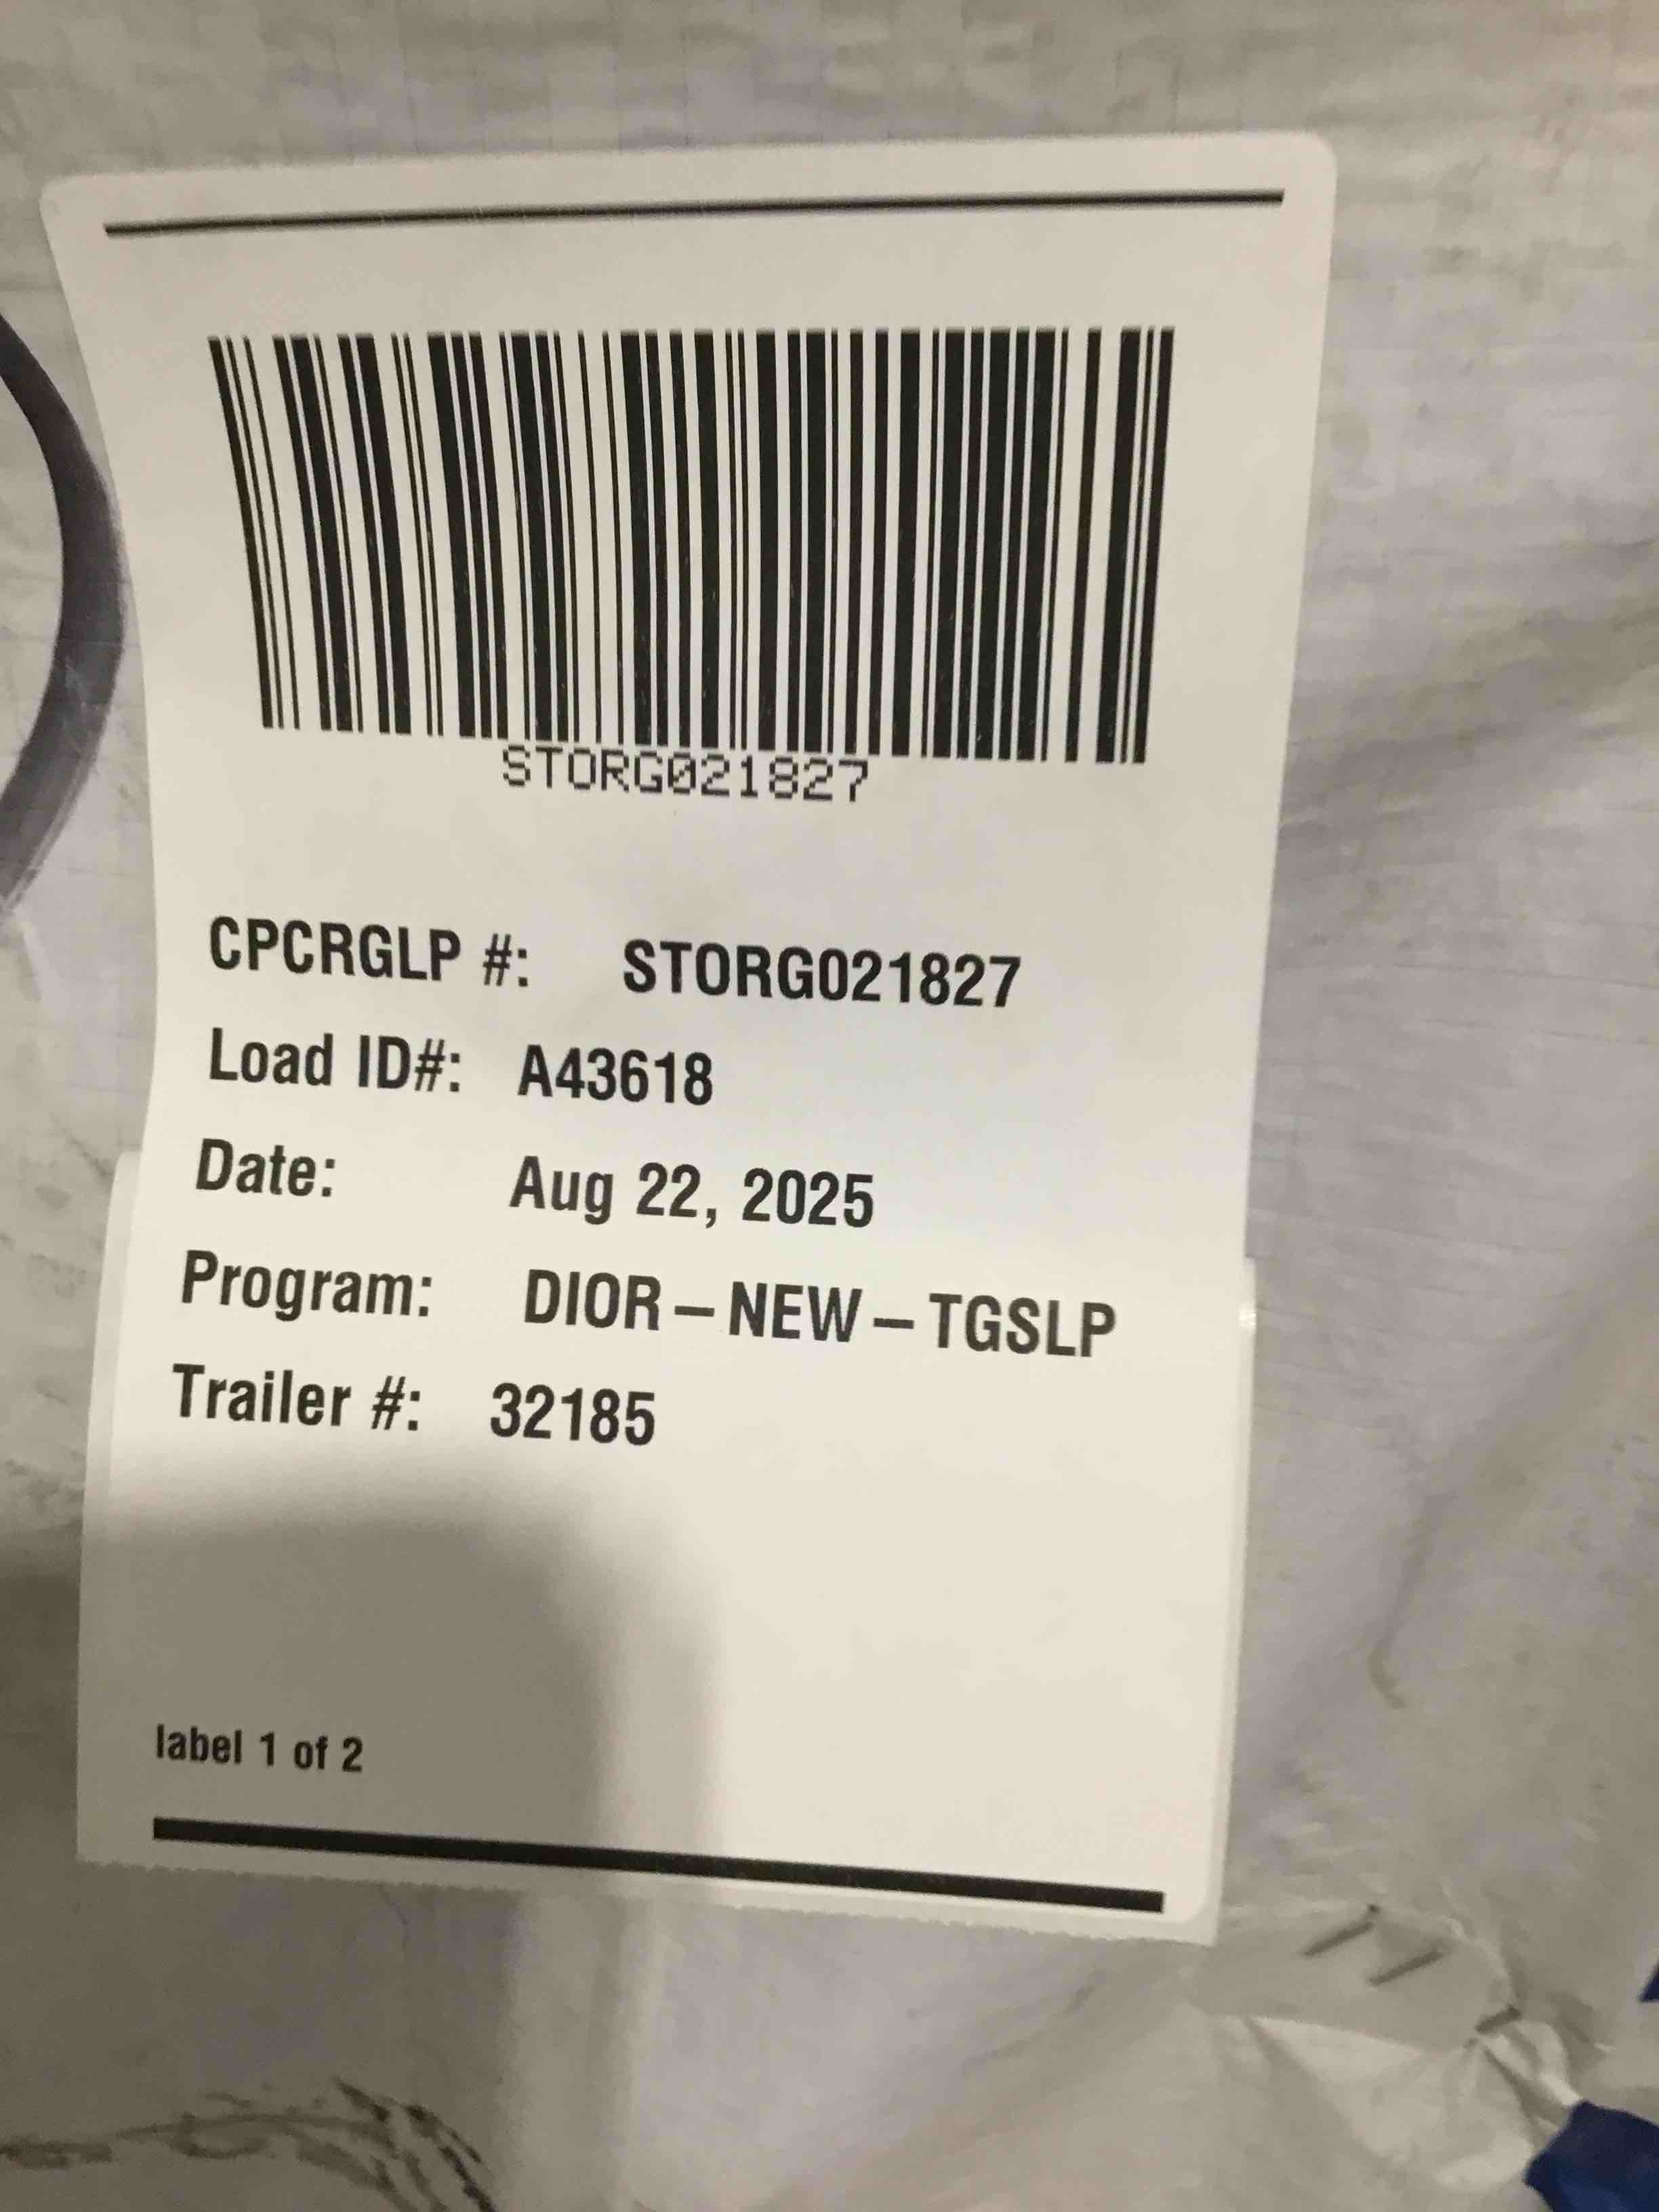 STORG021827
CPCRGLP #: STORG021827
Load ID#: A43618
Date: Aug 22, 2025
Program: DIOR – NEW – TGSLP
Trailer #: 32185
label 1 of 2